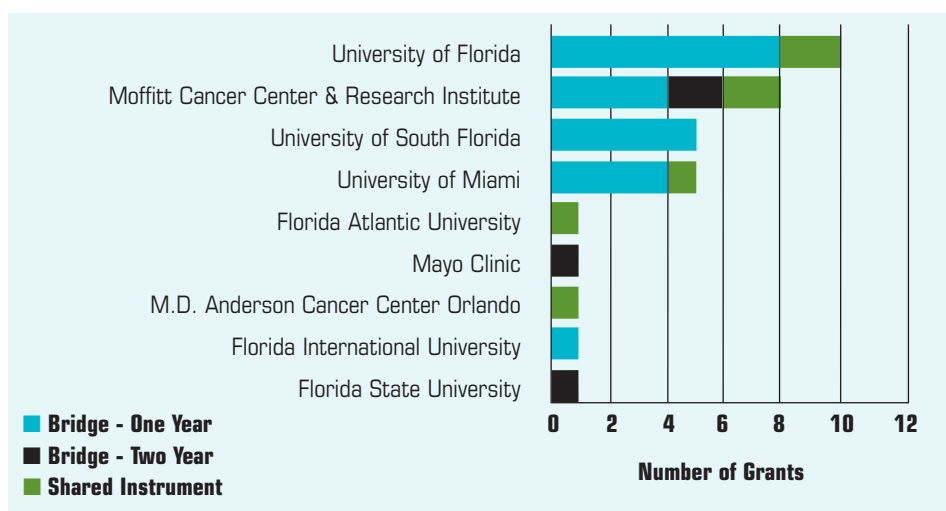 University of Florida
Moffitt Cancer Center & Research Institute
University of South Florida
University of Miami
Florida Atlantic University
Mayo Clinic
M.D. Anderson Cancer Center Orlando
Florida International University
Florida State University
0 2 4 6 8 10 12
Number of Grants
Bridge - One Year
Bridge - Two Year
Shared Instrument